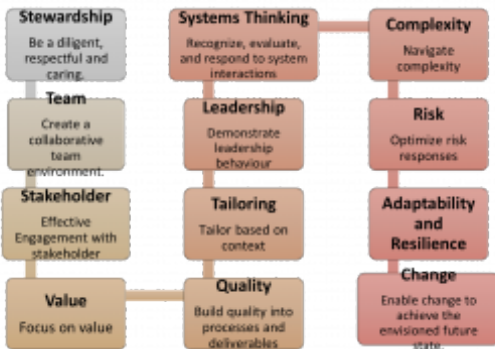 Stewardship
Be a diligent,
respectful and
caring.
Team
Create a
collaborative
team
environment.
Stakeholder
Effective
Engagement with
stakeholder
Value
Focus on value
Systems Thinking
Recognize, evaluate,
and respond to system
interactions
Leadership
Demonstrate
leadership
behaviour
Tailoring
Tailor based on
context
Quality
Build quality into
processes and
deliverables
Complexity
Navigate
complexity
Risk
Optimize risk
responses
Adaptability
and
Resilience
Change
Enable change to
achieve the
envisioned future
state.